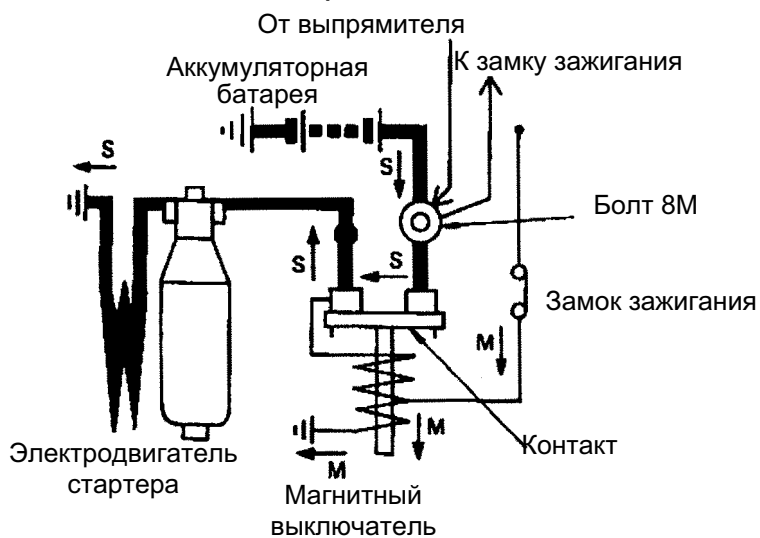 От выпрямителя
К замку зажигания
Аккумуляторная
батарея
S
S
Болт 8М
S
S
Замок зажигания
М
Контакт
М
М
Электродвигатель
стартера
Магнитный
выключатель